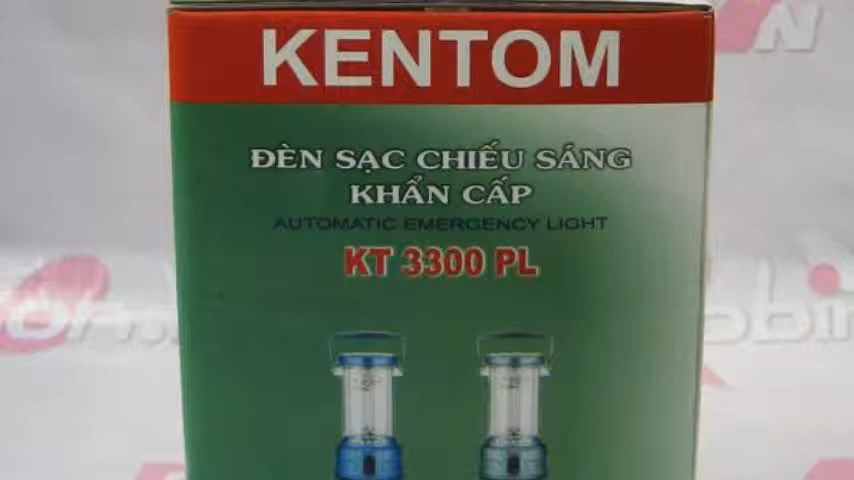 KENTOM
ĐÈN SẠC CHIẾU SÁNG
KHẨN CẤP
AUTOMATIC EMERGENCY LIGHT
KT 3300 PL